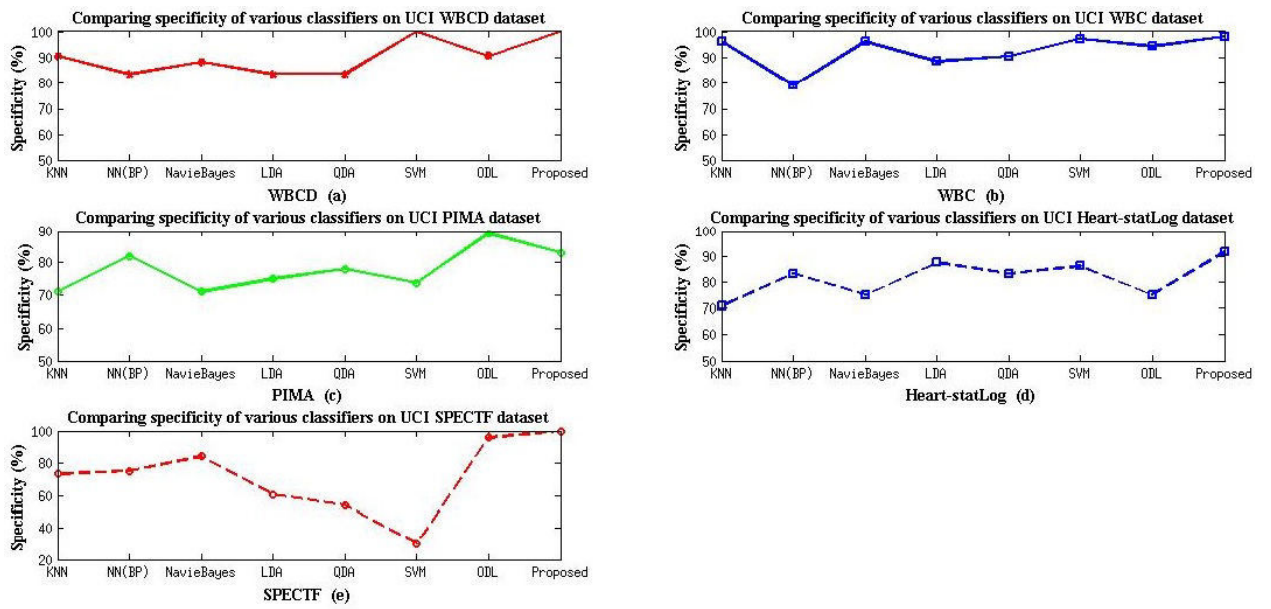 Comparing specificity of various classifiers on UCI WBCD dataset
Specificity (%)
100
90
80
70
60
50
KNN NN(BP) NavieBayes LDA QDA SVM ODL Proposed
WBCD (a)
Comparing specificity of various classifiers on UCI WBC dataset
Specificity (%)
100
90
80
70
60
50
KNN NN(BP) NavieBayes LDA QDA SVM ODL Proposed
WBC (b)
Comparing specificity of various classifiers on UCI PIMA dataset
Specificity (%)
90
80
70
60
50
KNN NN(BP) NavieBayes LDA QDA SVM ODL Proposed
PIMA (c)
Comparing specificity of various classifiers on UCI Heart-statLog dataset
Specificity (%)
100
90
80
70
60
50
KNN NN(BP) NavieBayes LDA QDA SVM ODL Proposed
Heart-statLog (d)
Comparing specificity of various classifiers on UCI SPECTF dataset
Specificity (%)
100
80
60
40
20
KNN NN(BP) NavieBayes LDA QDA SVM ODL Proposed
SPECTF (e)